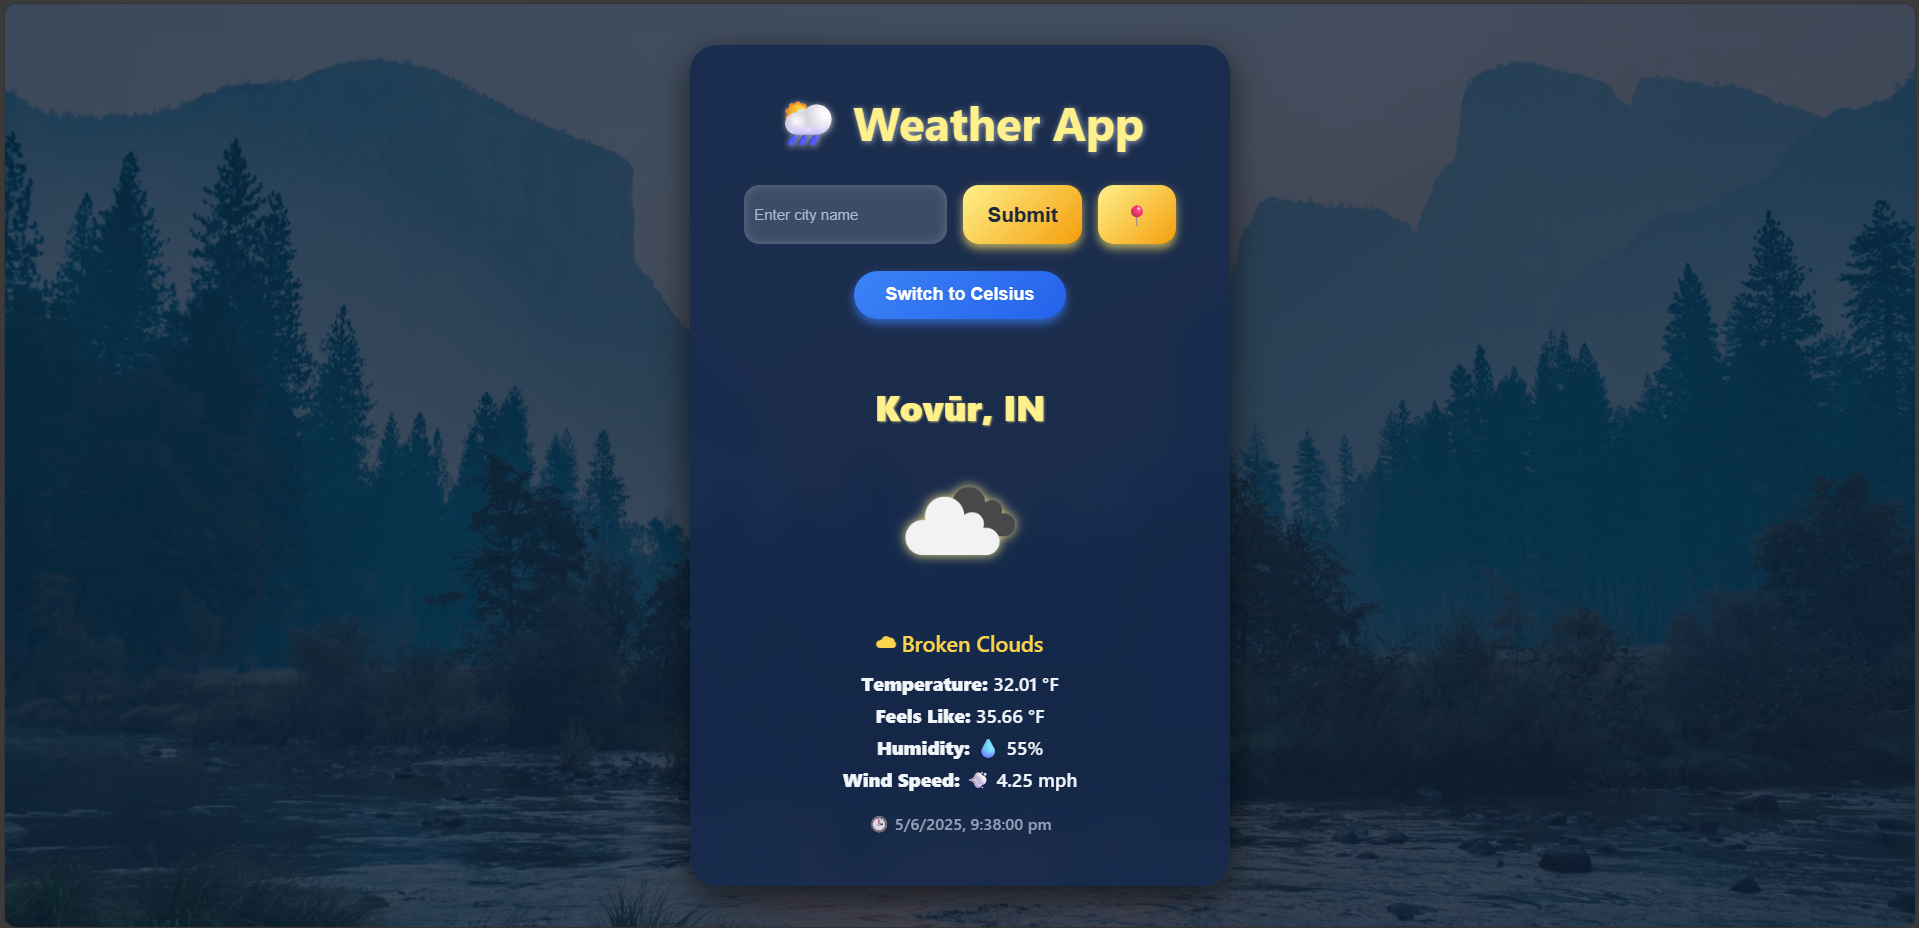 Weather App
Enter city name
Submit
Switch to Celsius
Kovūr, IN
Broken Clouds
Temperature: 32.01 °F
Feels Like: 35.66 °F
Humidity: 💧 55%
Wind Speed: 4.25 mph
🕒 5/6/2025, 9:38:00 pm